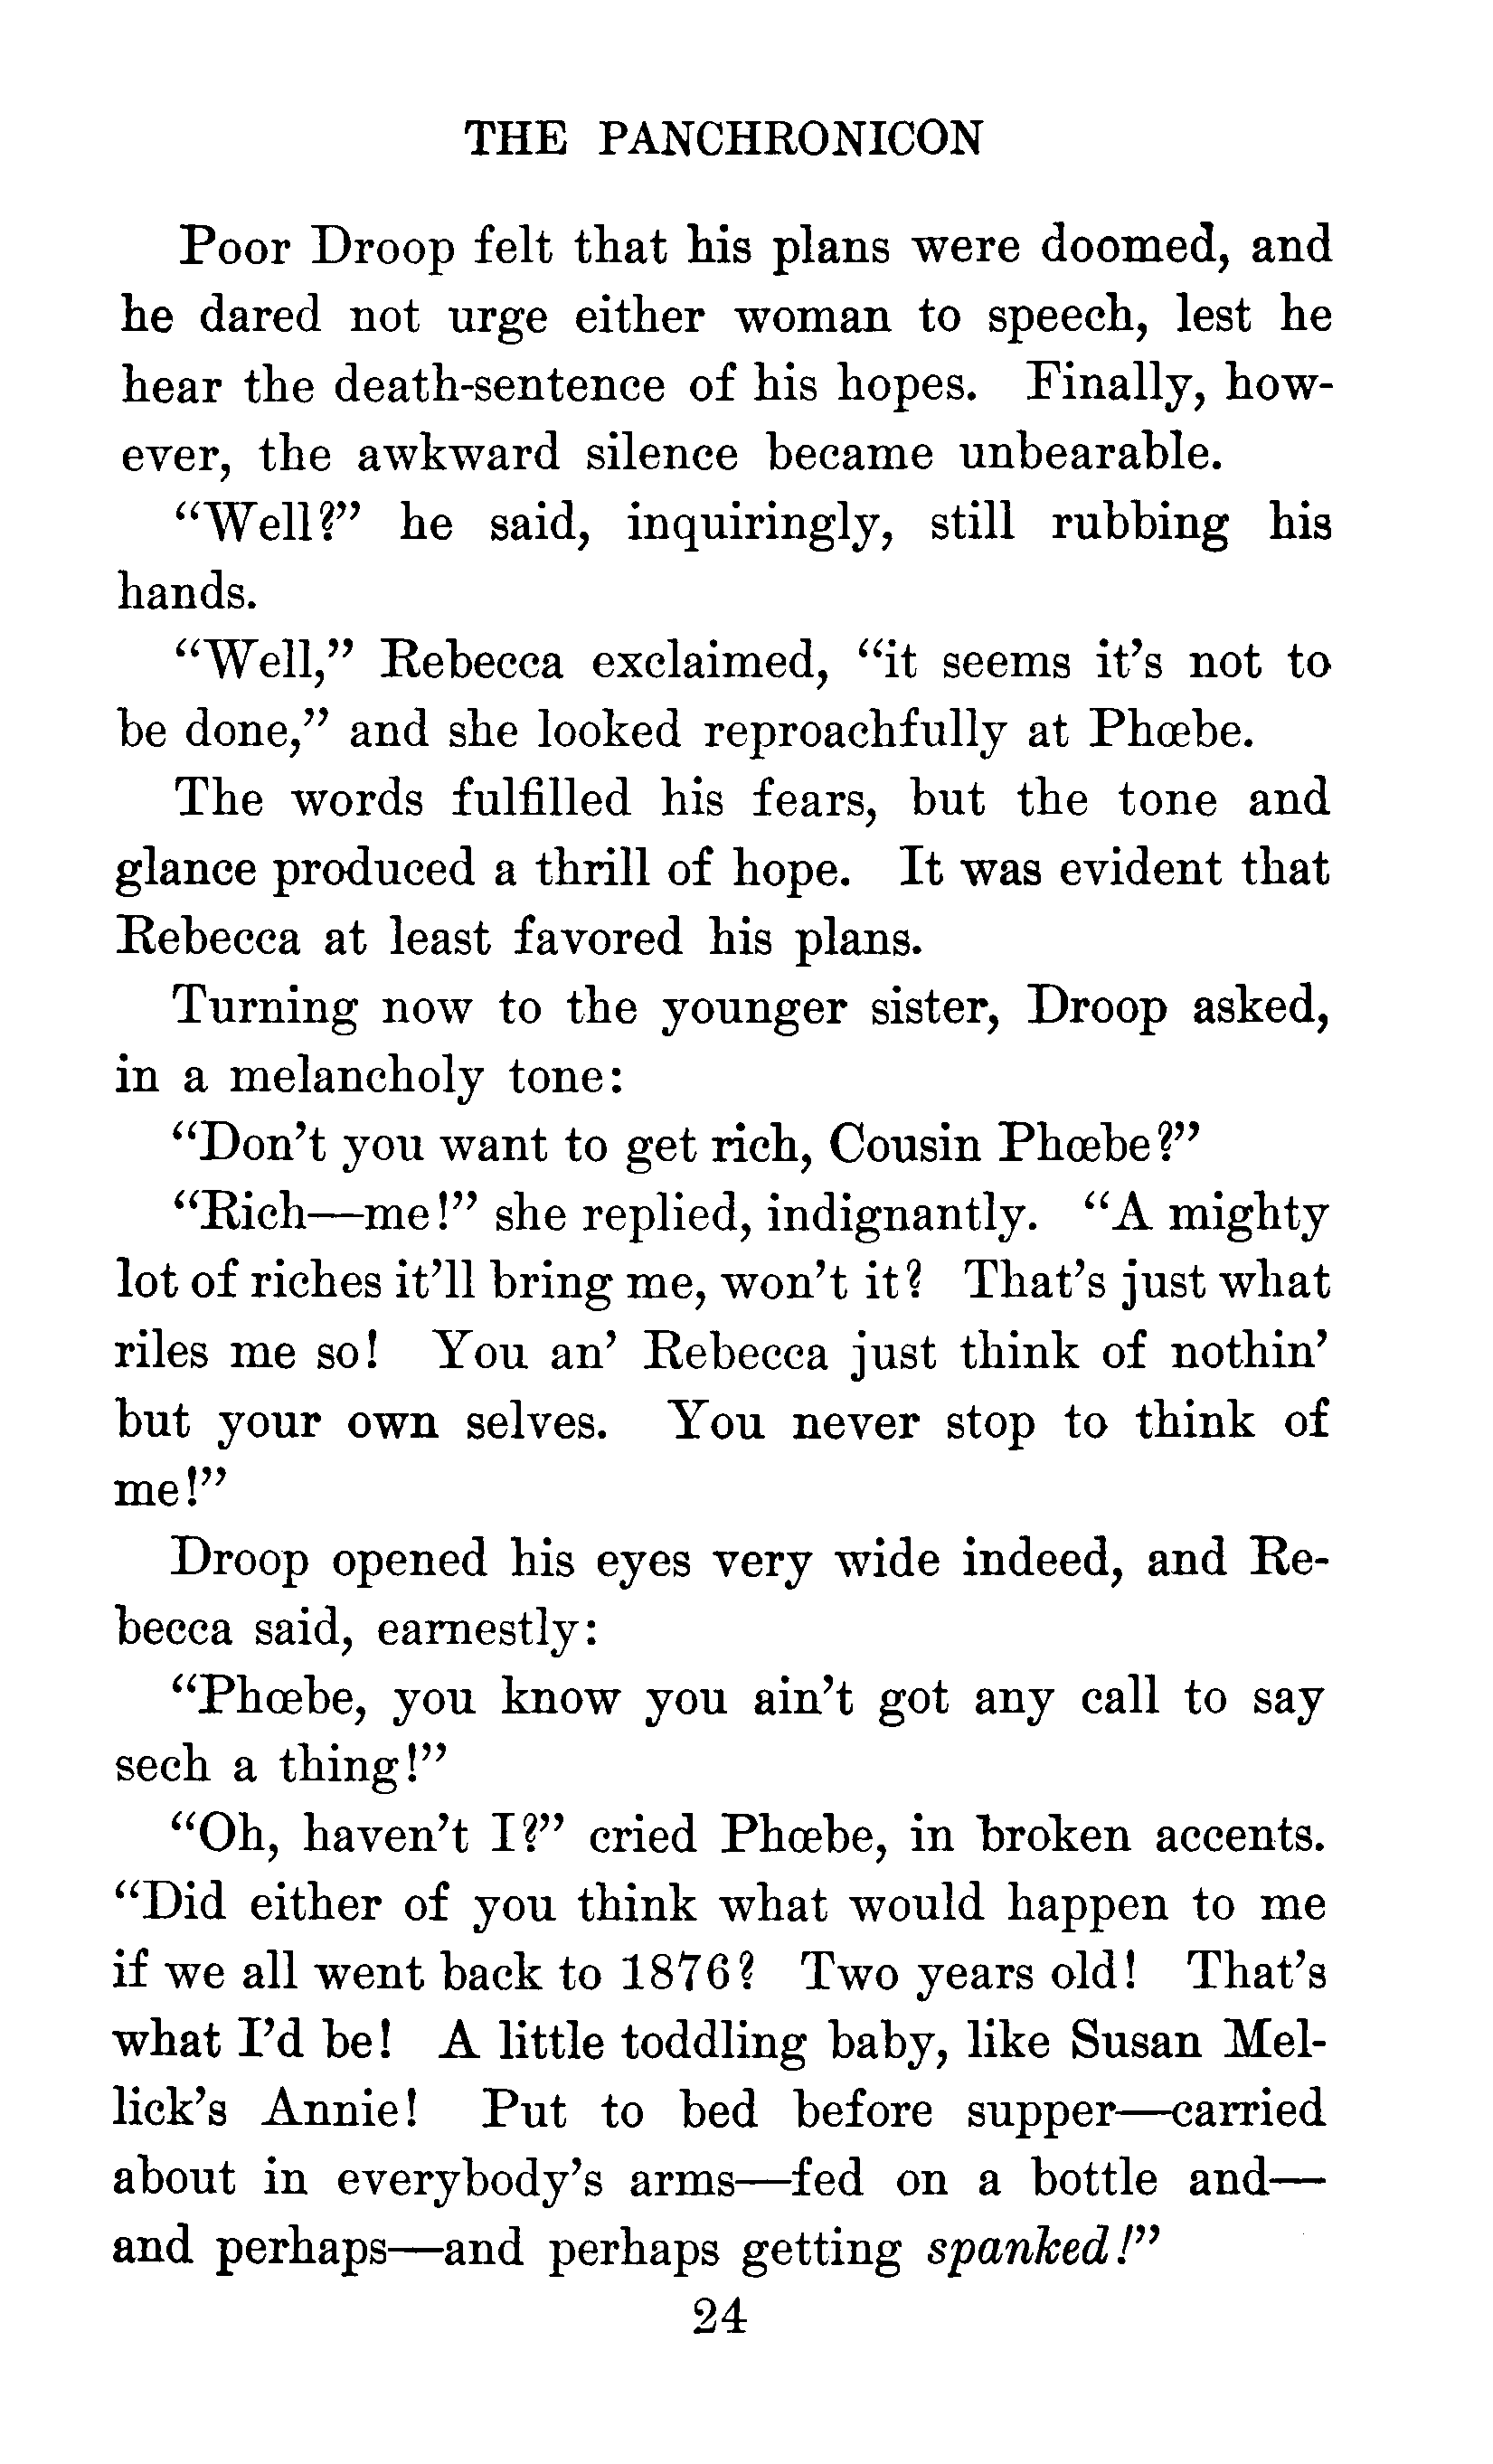 THE PANCHRONICON
Poor Droop felt that his plans were doomed, and
he dared not urge either woman to speech, lest he
hear the death-sentence of his hopes. Finally, how-
ever, the awkward silence became unbearable.
“Well?” he said, inquiringly, still rubbing his
hands.
“Well,” Rebecca exclaimed, “it seems it’s not to
be done,” and she looked reproachfully at Phœbe.
The words fulfilled his fears, but the tone and
glance produced a thrill of hope. It was evident that
Rebecca at least favored his plans.
Turning now to the younger sister, Droop asked,
in a melancholy tone:
“Don’t you want to get rich, Cousin Phœbe?”
“Rich—me!” she replied, indignantly. “A mighty
lot of riches it’ll bring me, won’t it? That’s just what
riles me so! You an’ Rebecca just think of nothin’
but your own selves. You never stop to think of
me!”
Droop opened his eyes very wide indeed, and Re-
becca said, earnestly:
“Phœbe, you know you ain’t got any call to say
sech a thing!”
“Oh, haven’t I?” cried Phœbe, in broken accents.
“Did either of you think what would happen to me
if we all went back to 1876? Two years old! That’s
what I’d be! A little toddling baby, like Susan Mel-
lick’s Annie! Put to bed before supper—carried
about in everybody’s arms—fed on a bottle and—
and perhaps—and perhaps getting spanked!”
24